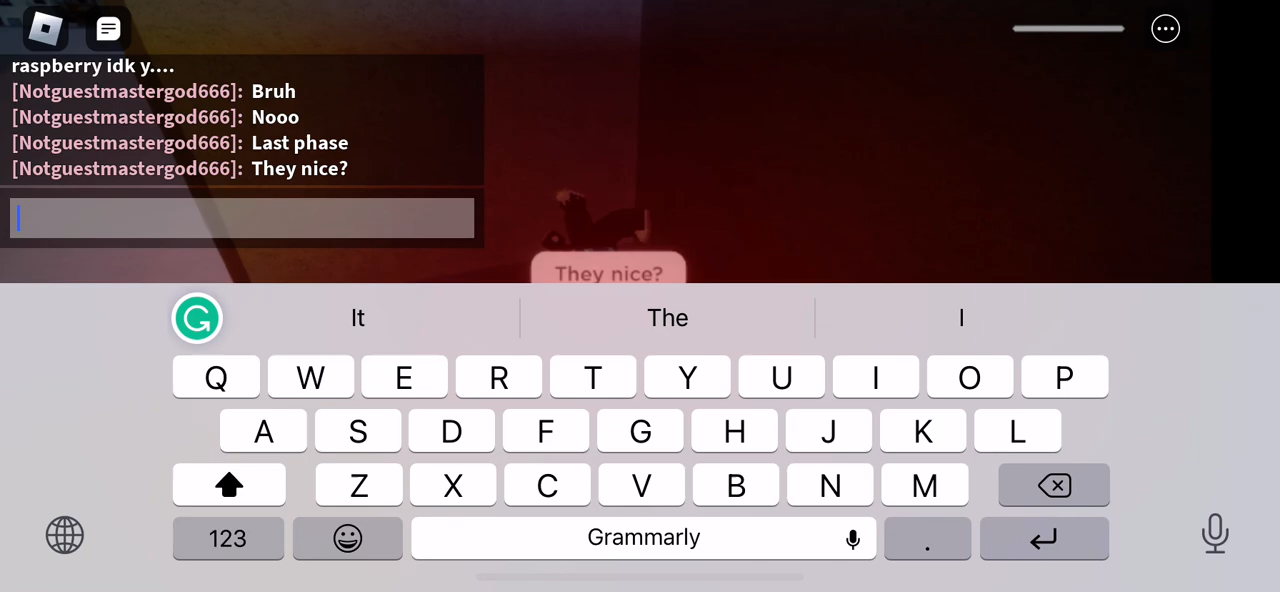 raspberry idk y....
[Notguestmastergod666]: Bruh
[Notguestmastergod666]: Nooo
[Notguestmastergod666]: Last phase
[Notguestmastergod666]: They nice?
They nice?
It The I
Q W E R T Y U I O P
A S D F G H J K L
Z X C V B N M
123 Grammarly .